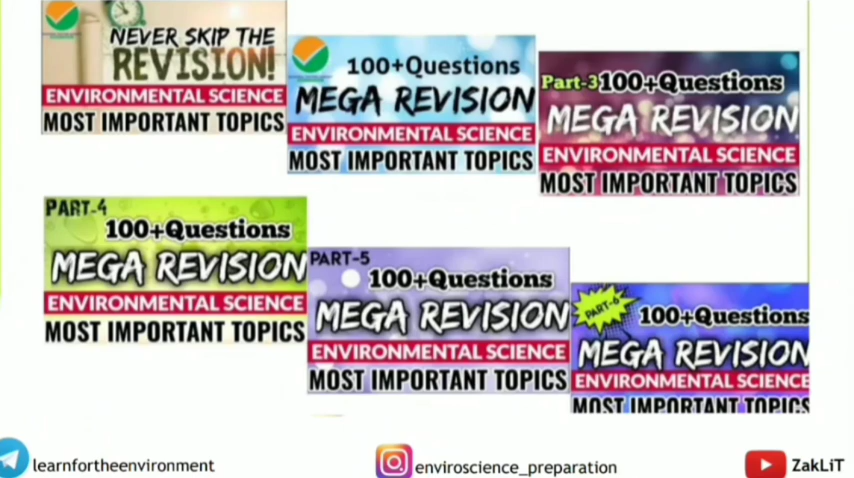 NEVER SKIP THE
REVISION!
ENVIRONMENTAL SCIENCE
MOST IMPORTANT TOPICS
100+Questions
MEGA REVISION
ENVIRONMENTAL SCIENCE
MOST IMPORTANT TOPICS
Part-3 100+Questions
MEGA REVISION
ENVIRONMENTAL SCIENCE
MOST IMPORTANT TOPICS
PART-4
100+Questions
MEGA REVISION
ENVIRONMENTAL SCIENCE
MOST IMPORTANT TOPICS
PART-5
100+Questions
MEGA REVISION
ENVIRONMENTAL SCIENCE
MOST IMPORTANT TOPICS
PART-6
100+Questions
MEGA REVISION
ENVIRONMENTAL SCIENCE
MOST IMPORTANT TOPICS
learnfortheenvironment
enviroscience_preparation
ZakLiT